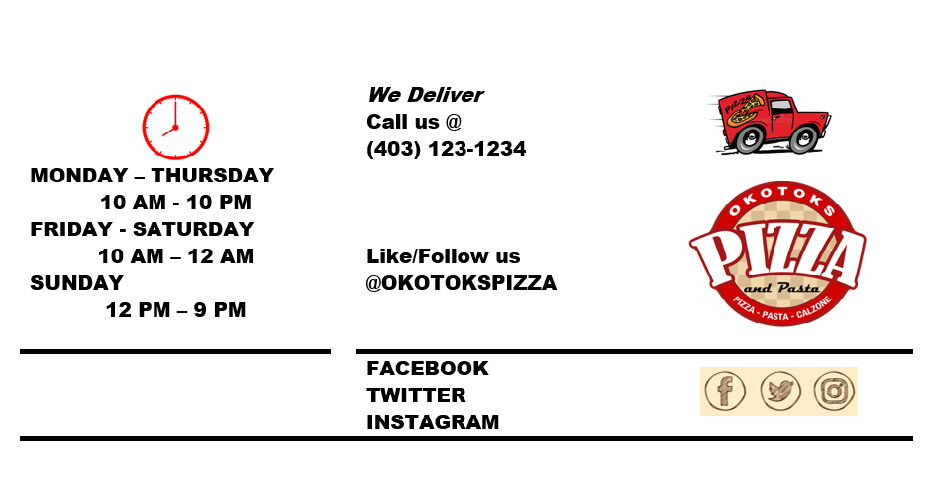 MONDAY – THURSDAY
10 AM - 10 PM
FRIDAY - SATURDAY
10 AM – 12 AM
SUNDAY
12 PM – 9 PM
We Deliver
Call us @
(403) 123-1234
Like/Follow us
@OKOTOKSPIZZA
FACEBOOK
TWITTER
INSTAGRAM
PIZZA
OKOTOKS
PIZZA
and Pasta
PIZZA - PASTA - CALZONE